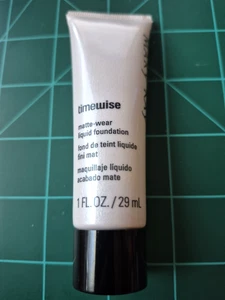 timewise
matte-wear
liquid foundation
fond de teint liquide
fini mat
maquillaje líquido
acabado mate
1 FL.OZ./29 mL